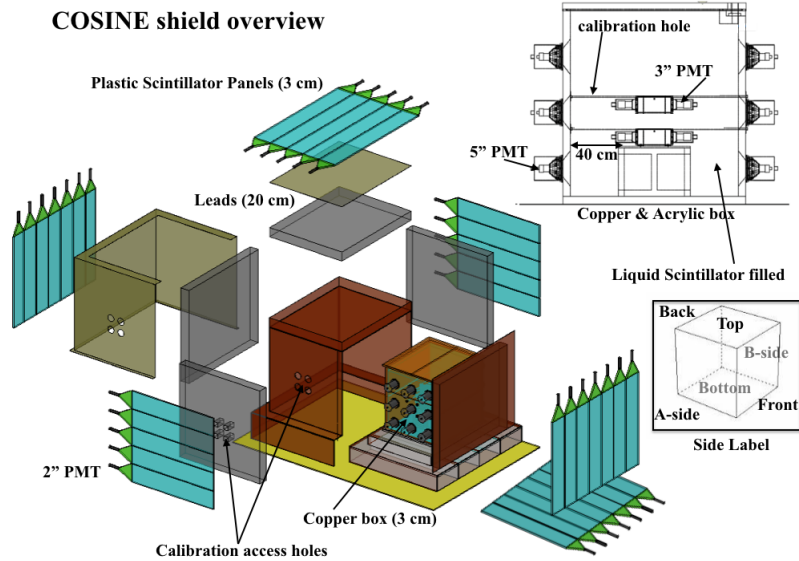 COSINE shield overview
calibration hole
3” PMT
Plastic Scintillator Panels (3 cm)
5” PMT
40 cm
Leads (20 cm)
Copper & Acrylic box
Liquid Scintillator filled
Back
Top
B-side
Bottom
A-side
Front
Side Label
2” PMT
Copper box (3 cm)
Calibration access holes